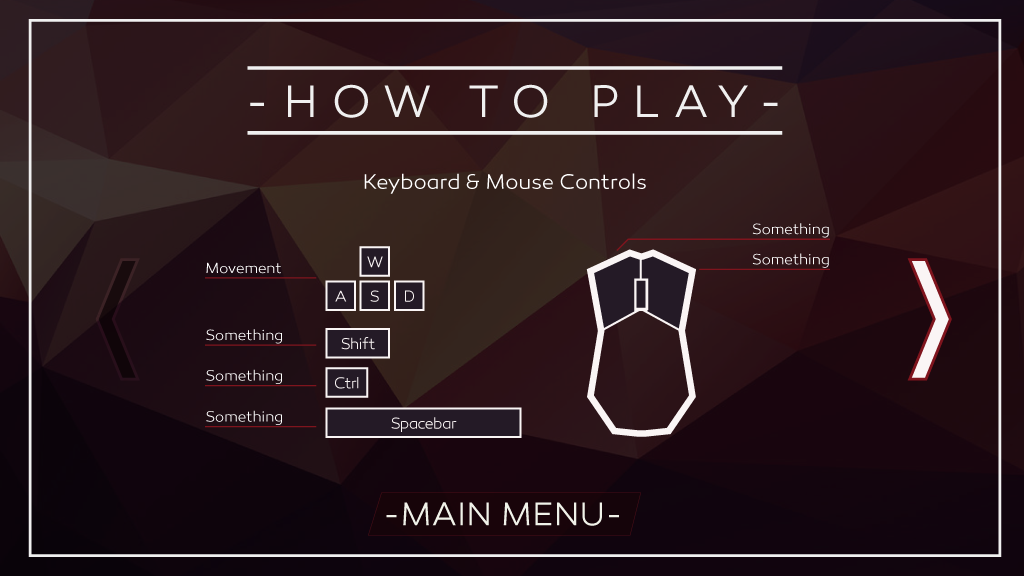 -HOW TO PLAY-
Keyboard & Mouse Controls
Movement
W
A S D
Something
Shift
Something
Ctrl
Something
Spacebar
Something
Something
-MAIN MENU-